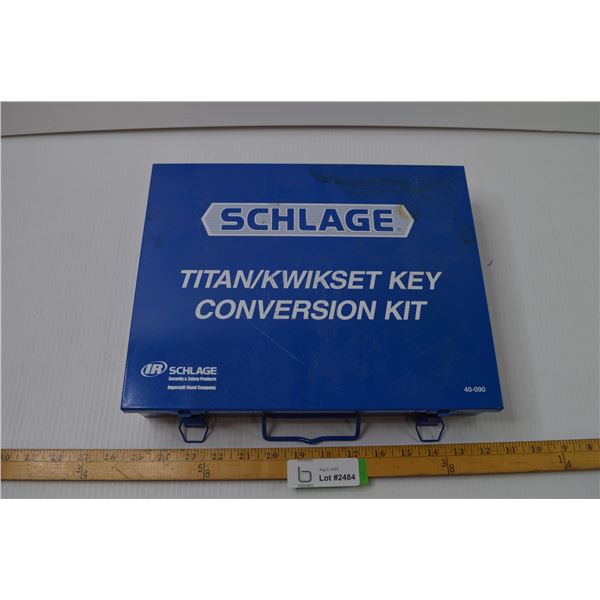 SCHLAGE
TITAN/KWIKSET KEY
CONVERSION KIT
IR SCHLAGE
Security & Safety Products
Ingersoll-Rand Company
40-090
Lot #2484